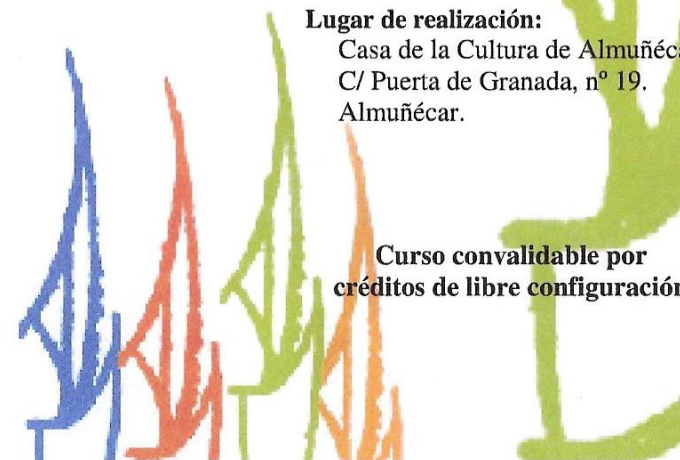 Lugar de realización:
Casa de la Cultura de Almuñéca
C/ Puerta de Granada, nº 19.
Almuñécar.
Curso convalidable por
créditos de libre configuración